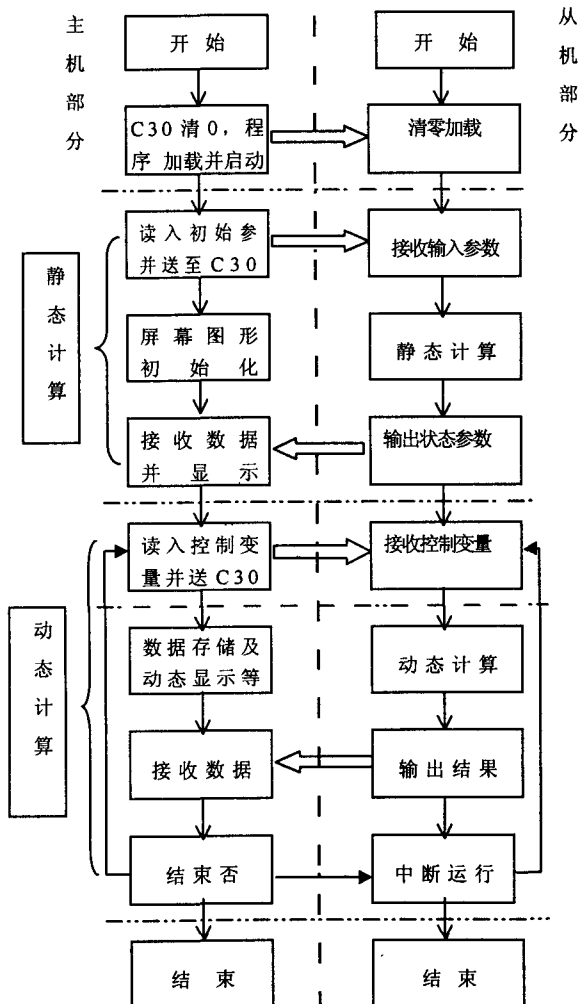 主机部分
从机部分
开 始
开 始
C30 清 0，程
序 加载并启动
清零加载
静态计算
读入初始参
并送至C30
接收输入参数
屏幕图形
初始化
静态计算
接收数据
并显示
输出状态参数
动态计算
读入控制变
量并送 C30
接收控制变量
数据存储及
动态显示等
动态计算
接收数据
输出结果
结束否
中断运行
结 束
结 束